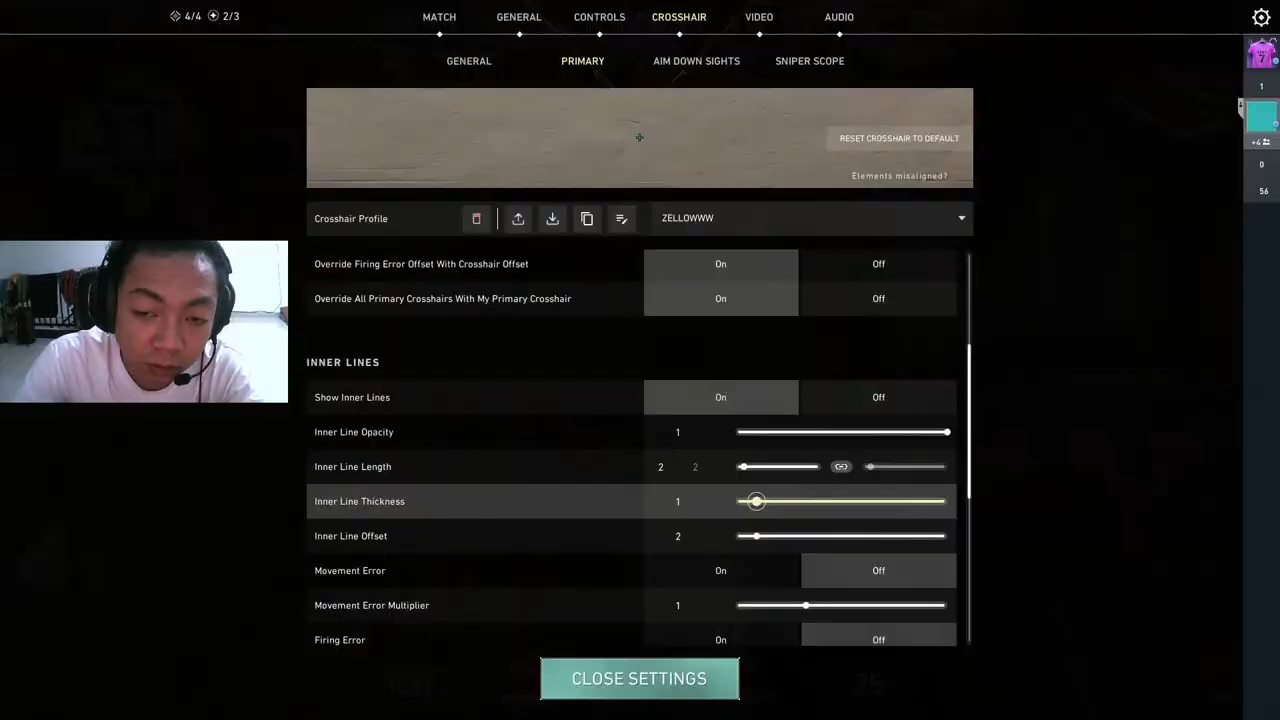 4/4 2/3
MATCH GENERAL CONTROLS CROSSHAIR VIDEO AUDIO
GENERAL PRIMARY AIM DOWN SIGHTS SNIPER SCOPE
7
1
RESET CROSSHAIR TO DEFAULT
+4
Elements misaligned?
0
56
Crosshair Profile ZELLOWWW
Override Firing Error Offset With Crosshair Offset On Off
Override All Primary Crosshairs With My Primary Crosshair On Off
INNER LINES
Show Inner Lines On Off
Inner Line Opacity 1
Inner Line Length 2 2
Inner Line Thickness 1
Inner Line Offset 2
Movement Error On Off
Movement Error Multiplier 1
Firing Error On Off
CLOSE SETTINGS